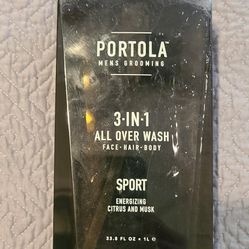 PORTOLA™
MENS GROOMING
3-IN-1
ALL OVER WASH
FACE·HAIR·BODY
SPORT
ENERGIZING
CITRUS AND MUSK
33.8 FL OZ • 1L e